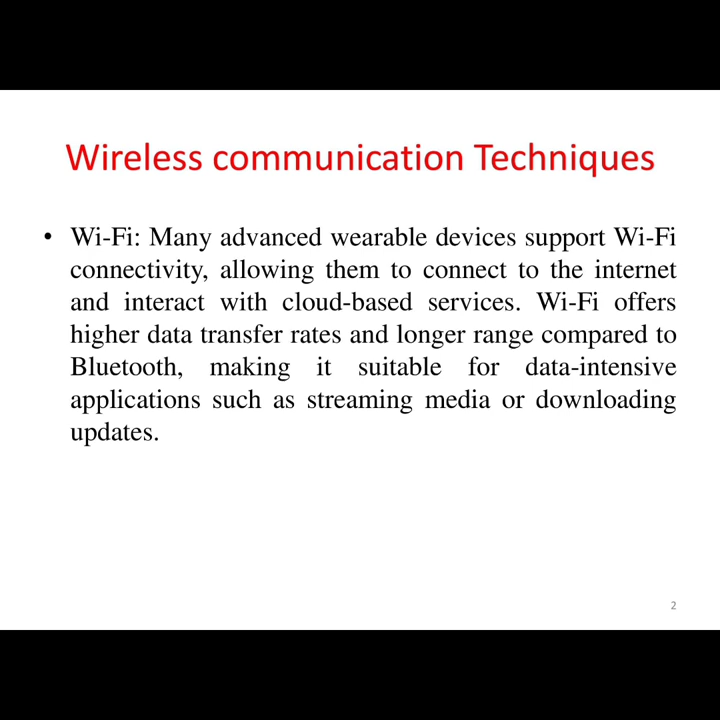 Wireless communication Techniques
• Wi-Fi: Many advanced wearable devices support Wi-Fi
connectivity, allowing them to connect to the internet
and interact with cloud-based services. Wi-Fi offers
higher data transfer rates and longer range compared to
Bluetooth, making it suitable for data-intensive
applications such as streaming media or downloading
updates.
2